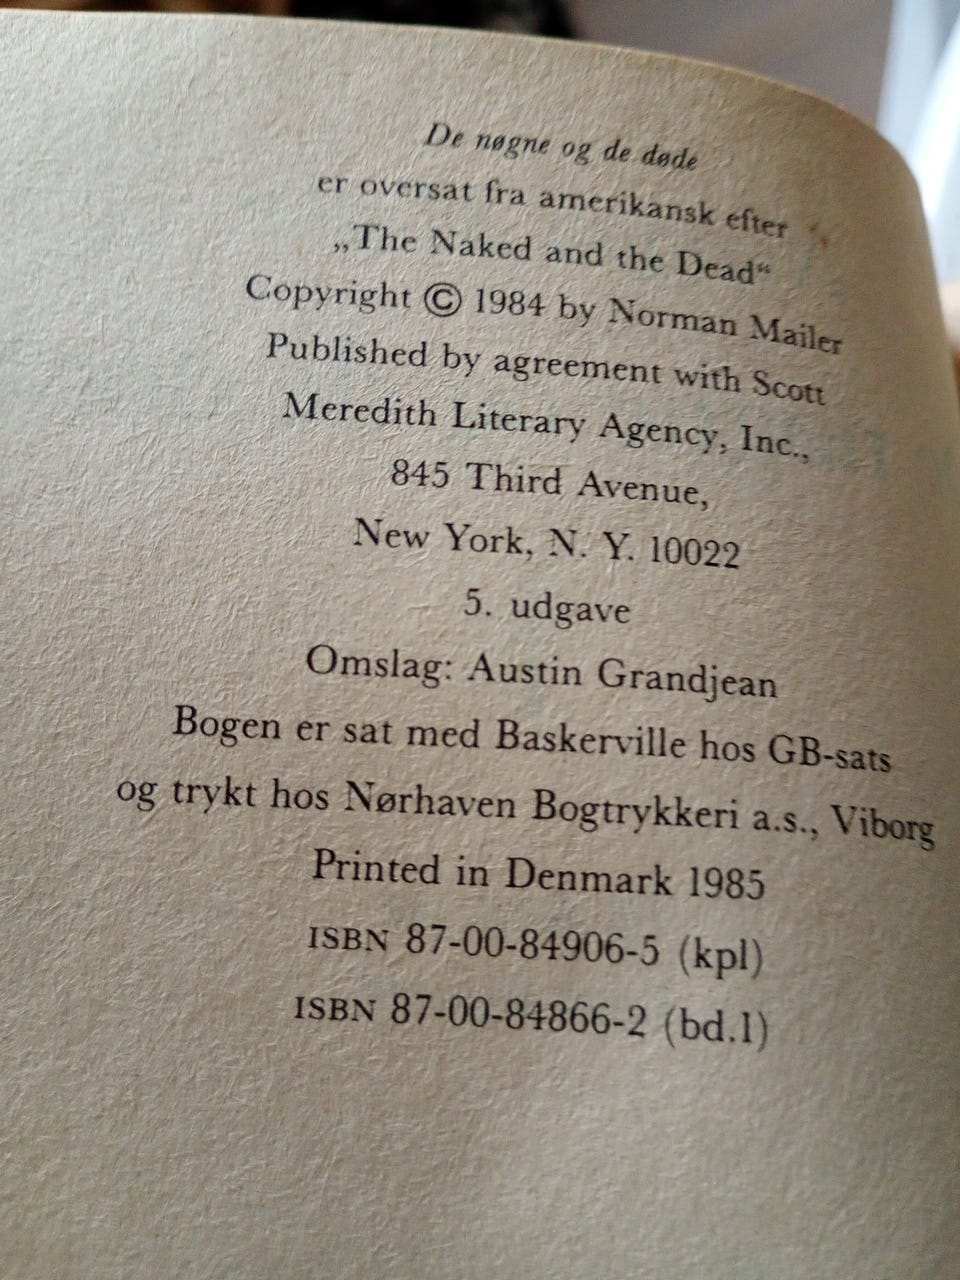 De nøgne og de døde
er oversat fra amerikansk efter
„The Naked and the Dead“
Copyright © 1984 by Norman Mailer
Published by agreement with Scott
Meredith Literary Agency, Inc.,
845 Third Avenue,
New York, N. Y. 10022
5. udgave
Omslag: Austin Grandjean
Bogen er sat med Baskerville hos GB-sats
og trykt hos Nørhaven Bogtrykkeri a.s., Viborg
Printed in Denmark 1985
ISBN 87-00-84906-5 (kpl)
ISBN 87-00-84866-2 (bd.1)